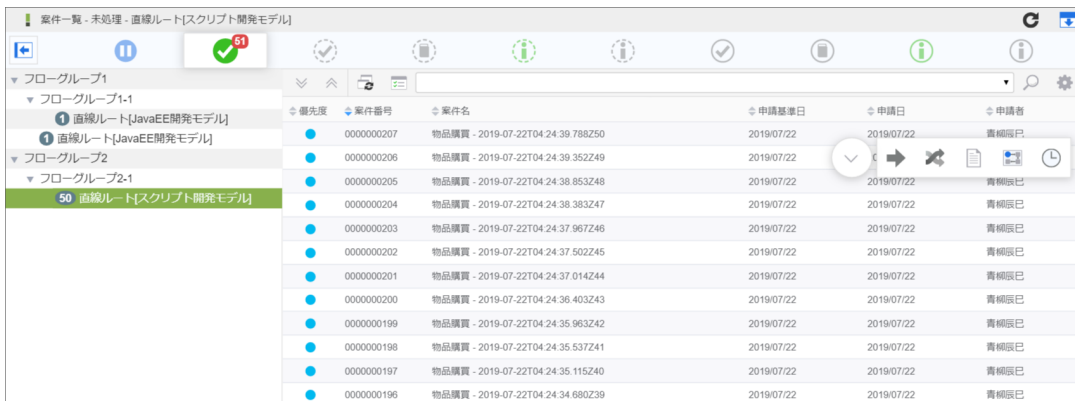 案件一覧 - 未処理 - 直線ルート[スクリプト開発モデル]
51
フローグループ1
フローグループ1-1
1 直線ルート[JavaEE開発モデル]
1 直線ルート[JavaEE開発モデル]
フローグループ2
フローグループ2-1
50 直線ルート[スクリプト開発モデル]
優先度 案件番号 案件名 申請基準日 申請日 申請者
0000000207 物品購買 - 2019-07-22T04:24:39.788Z50 2019/07/22 2019/07/22 青柳辰巳
0000000206 物品購買 - 2019-07-22T04:24:39.352Z49 2019/07/22
0000000205 物品購買 - 2019-07-22T04:24:38.853Z48 2019/07/22 2019/07/22 青柳辰巳
0000000204 物品購買 - 2019-07-22T04:24:38.383Z47 2019/07/22 2019/07/22 青柳辰巳
0000000203 物品購買 - 2019-07-22T04:24:37.967Z46 2019/07/22 2019/07/22 青柳辰巳
0000000202 物品購買 - 2019-07-22T04:24:37.502Z45 2019/07/22 2019/07/22 青柳辰巳
0000000201 物品購買 - 2019-07-22T04:24:37.014Z44 2019/07/22 2019/07/22 青柳辰巳
0000000200 物品購買 - 2019-07-22T04:24:36.403Z43 2019/07/22 2019/07/22 青柳辰巳
0000000199 物品購買 - 2019-07-22T04:24:35.963Z42 2019/07/22 2019/07/22 青柳辰巳
0000000198 物品購買 - 2019-07-22T04:24:35.537Z41 2019/07/22 2019/07/22 青柳辰巳
0000000197 物品購買 - 2019-07-22T04:24:35.115Z40 2019/07/22 2019/07/22 青柳辰巳
0000000196 物品購買 - 2019-07-22T04:24:34.680Z39 2019/07/22 2019/07/22 青柳辰巳